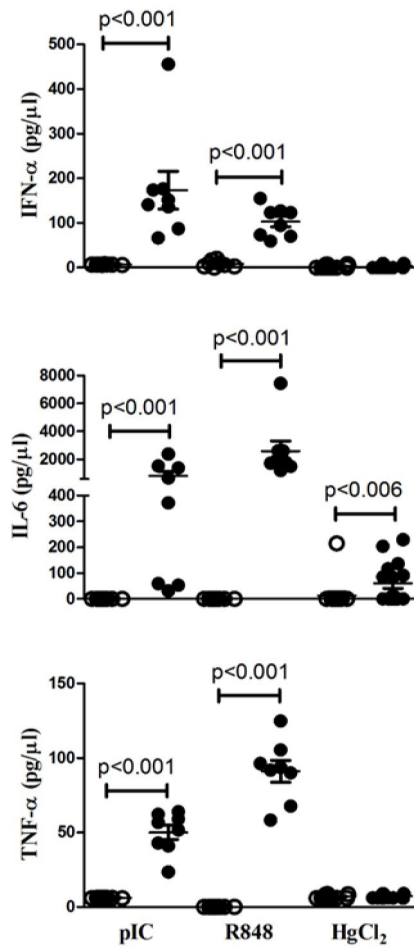 p<0.001
500
400
300
200
100
0
IFN-α (pg/µl)
p<0.001
p<0.001
8000
6000
4000
2000
400
300
200
100
0
IL-6 (pg/µl)
p<0.001
p<0.006
p<0.001
150
100
50
0
TNF-α (pg/µl)
p<0.001
pIC R848 HgCl₂